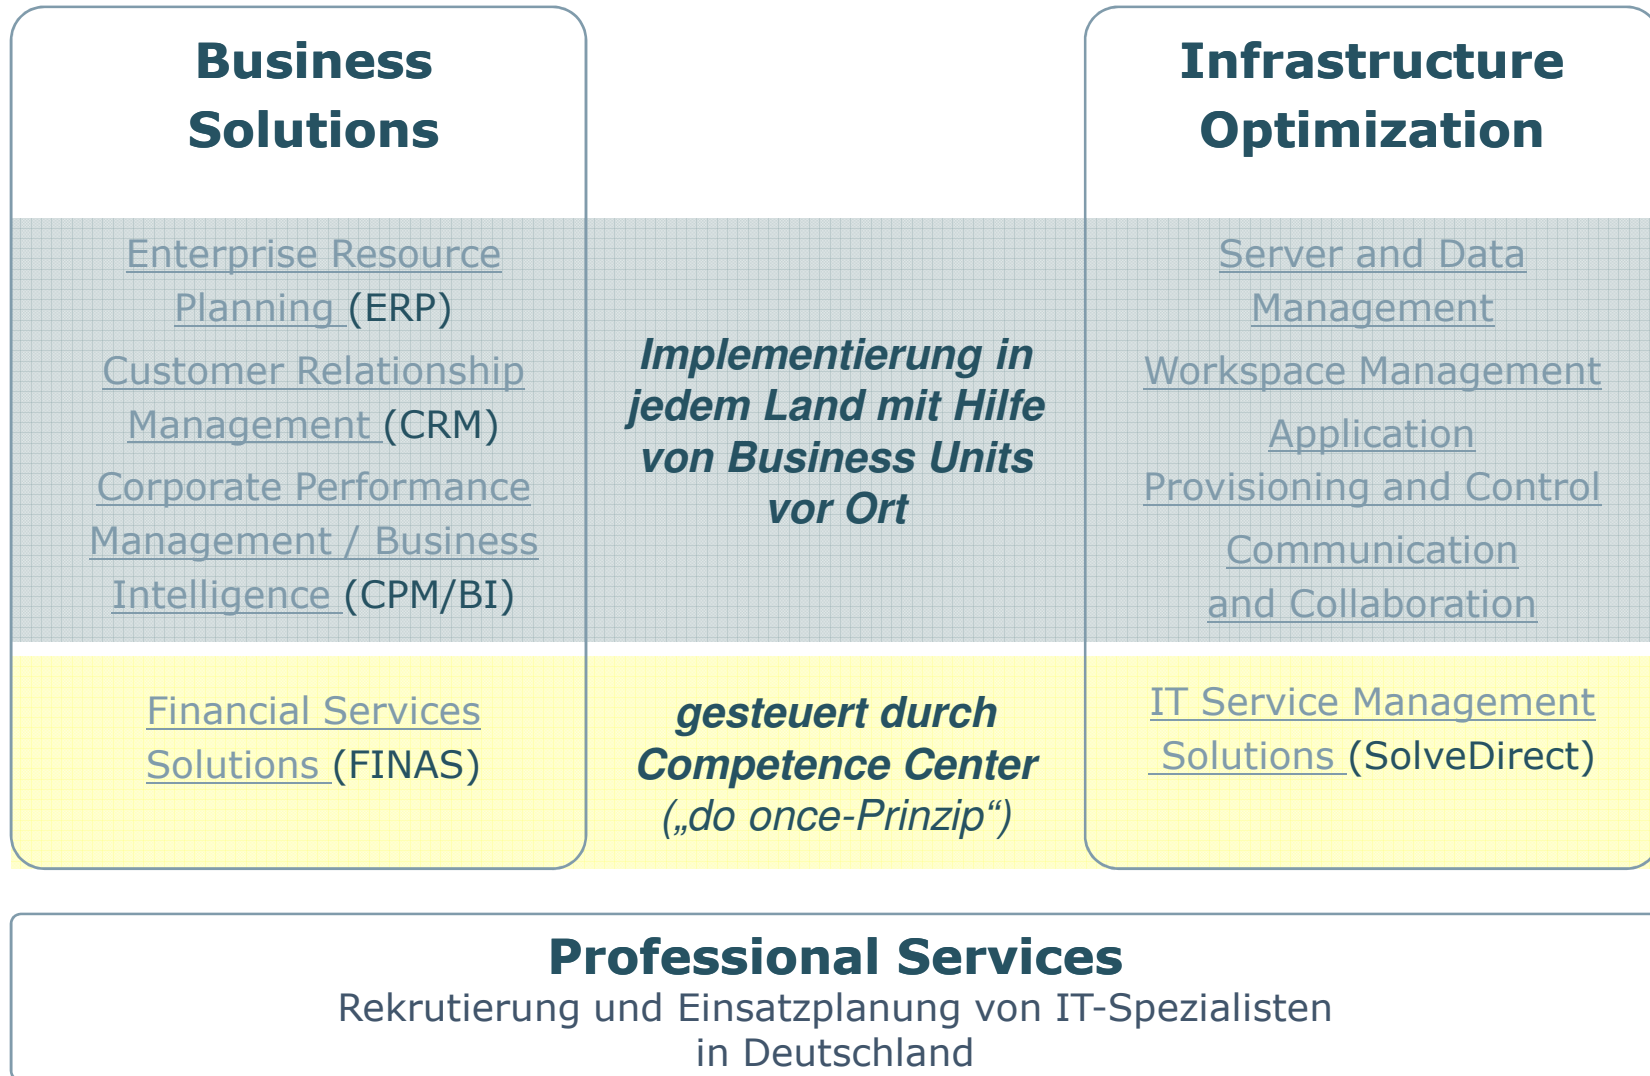 Business
Solutions
Enterprise Resource
Planning (ERP)
Customer Relationship
Management (CRM)
Corporate Performance
Management / Business
Intelligence (CPM/BI)
Financial Services
Solutions (FINAS)
Implementierung in
jedem Land mit Hilfe
von Business Units
vor Ort
gesteuert durch
Competence Center
(„do once-Prinzip“)
Infrastructure
Optimization
Server and Data
Management
Workspace Management
Application
Provisioning and Control
Communication
and Collaboration
IT Service Management
Solutions (SolveDirect)
Professional Services
Rekrutierung und Einsatzplanung von IT-Spezialisten
in Deutschland